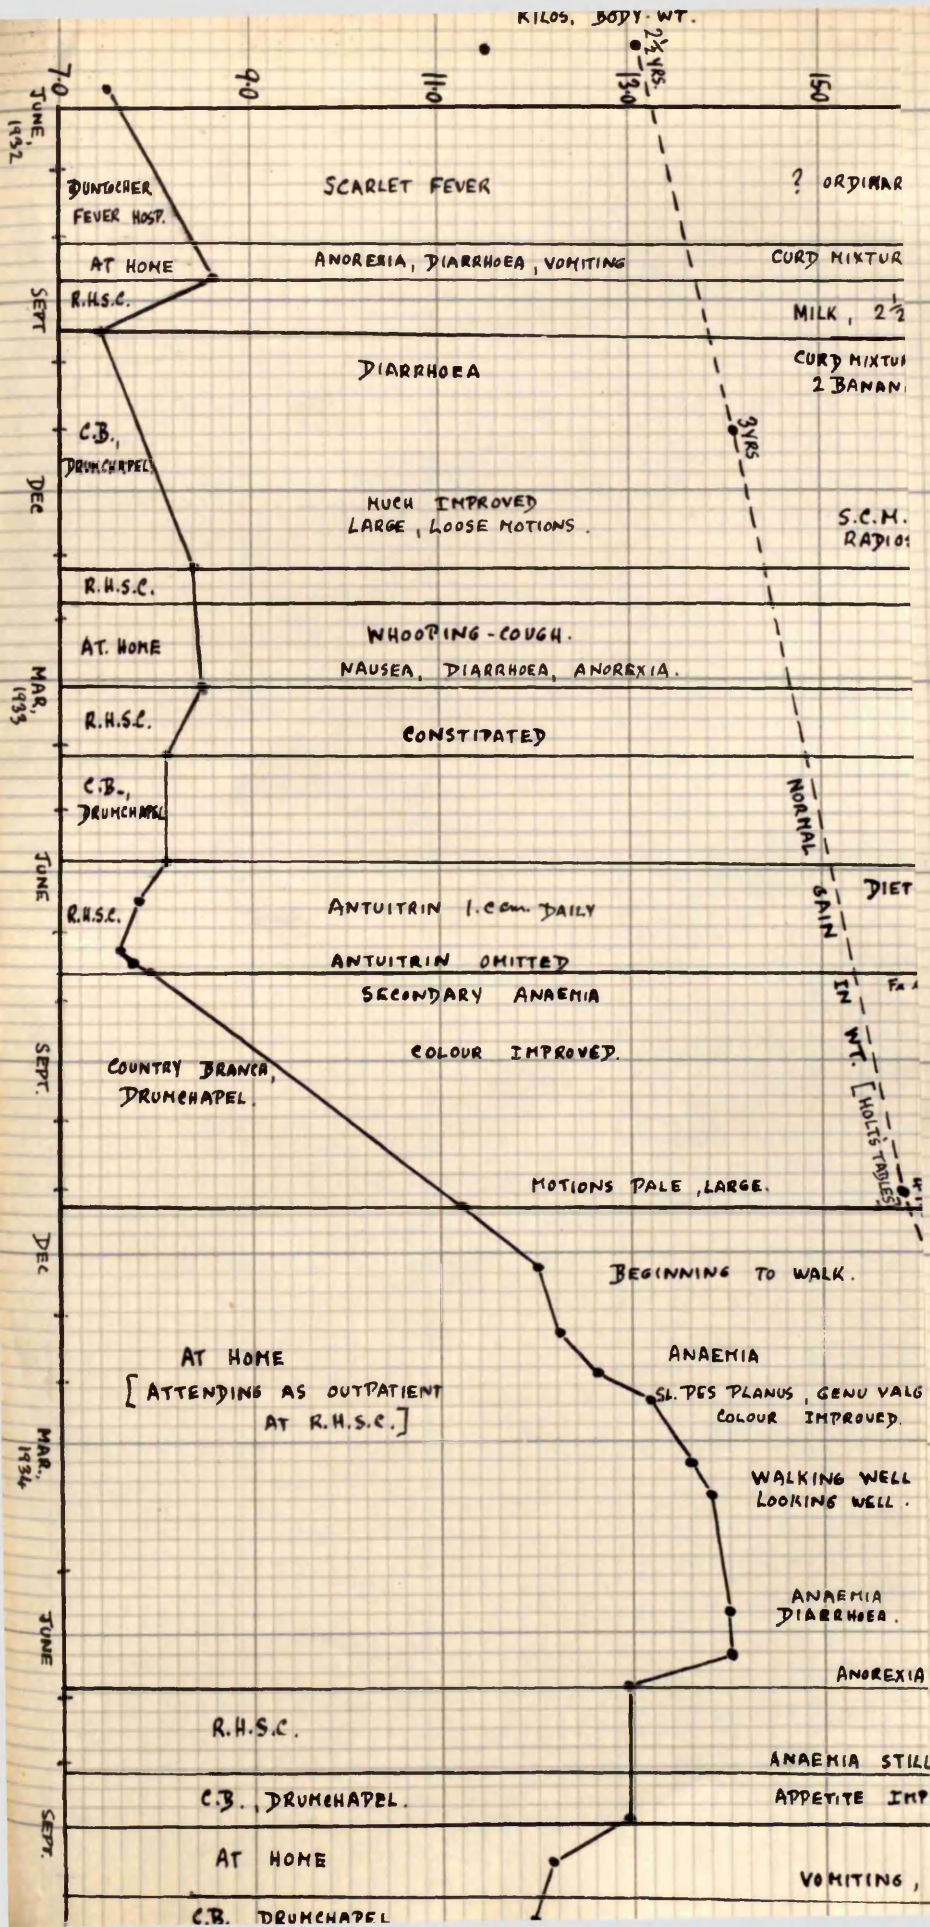 KILOS, BODY-WT.
2½ YRS.
7.0
9.0
11.0
13.0
15.0
JUNE,
1932
DUNTOCHER
FEVER HOSP.
SCARLET FEVER
? ORDINAR
AT HOME
ANOREXIA, DIARRHOEA, VOMITING
CURD MIXTUR
SEPT
R.H.S.C.
MILK, 2½
DIARRHOEA
CURD MIXTU
2 BANAN
C.B.,
DRUMCHAPEL
3 YRS
DEC
MUCH IMPROVED
LARGE, LOOSE MOTIONS.
S.C.M.
RADIO
R.H.S.C.
AT HOME
WHOOPING-COUGH.
NAUSEA, DIARRHOEA, ANOREXIA.
MAR,
1933
R.H.S.C.
CONSTIPATED
C.B.,
DRUMCHAPEL
NORMAL GAIN IN WT. [HOLT'S TABLES]
JUNE
DIET
R.H.S.C.
ANTUITRIN 1.c cm. DAILY
ANTUITRIN OMITTED
SECONDARY ANAEMIA
COLOUR IMPROVED.
SEPT.
COUNTRY BRANCH,
DRUMCHAPEL.
MOTIONS PALE, LARGE.
DEC
BEGINNING TO WALK.
AT HOME
[ATTENDING AS OUTPATIENT
AT R.H.S.C.]
ANAEMIA
SL. PES PLANUS, GENU VALG
COLOUR IMPROVED.
MAR.,
1934
WALKING WELL
LOOKING WELL.
ANAEMIA
DIARRHOEA.
JUNE
ANOREXIA
R.H.S.C.
ANAEMIA STILL
C.B., DRUMCHAPEL.
APPETITE IMP
SEPT.
AT HOME
VOMITING,
C.B. DRUMCHAPEL